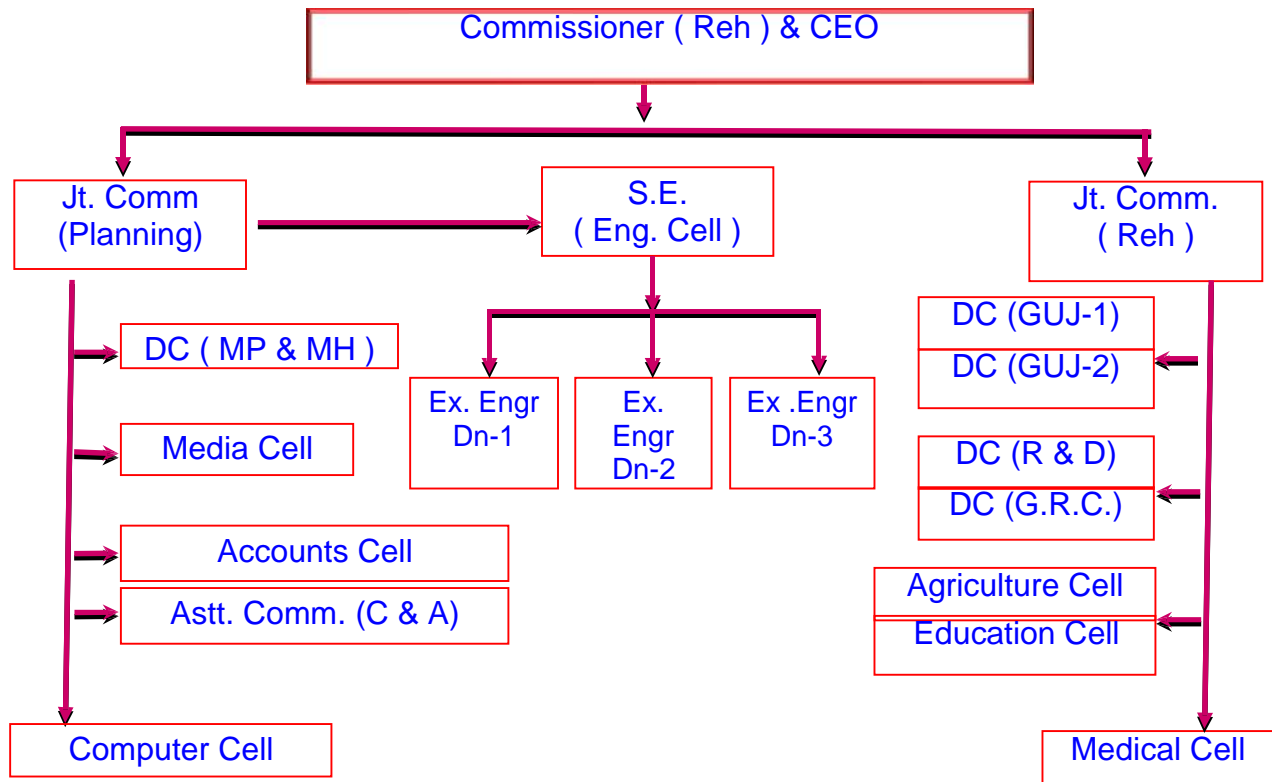 Commissioner ( Reh ) & CEO
Jt. Comm
(Planning)
S.E.
( Eng. Cell )
Jt. Comm.
( Reh )
DC ( MP & MH )
Media Cell
Accounts Cell
Astt. Comm. (C & A)
Computer Cell
Ex. Engr
Dn-1
Ex.
Engr
Dn-2
Ex .Engr
Dn-3
DC (GUJ-1)
DC (GUJ-2)
DC (R & D)
DC (G.R.C.)
Agriculture Cell
Education Cell
Medical Cell